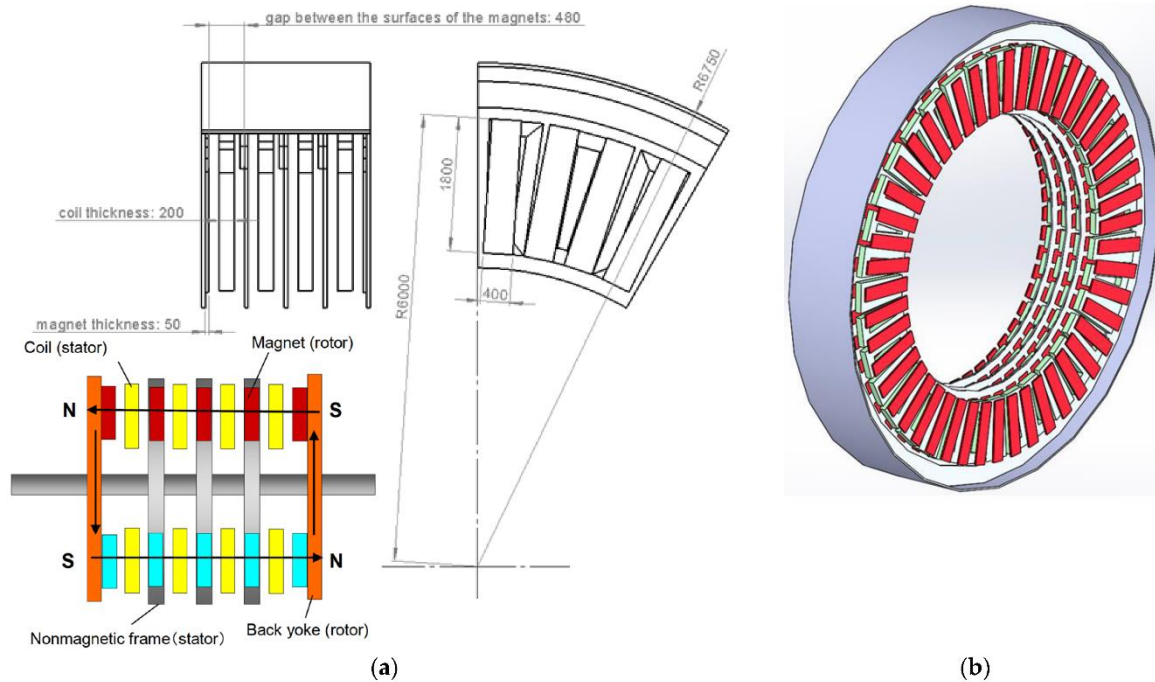 gap between the surfaces of the magnets: 480
R6750
1800
coil thickness: 200
R6000
400
magnet thickness: 50
Coil (stator)
Magnet (rotor)
N
S
S
N
Nonmagnetic frame(stator)
Back yoke (rotor)
(a)
(b)